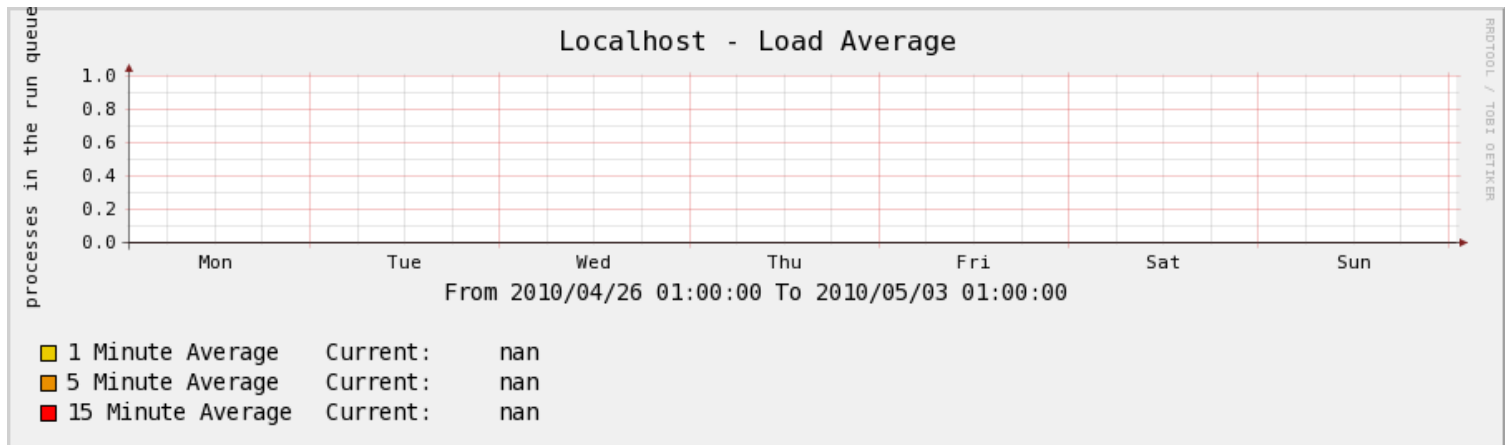 Localhost - Load Average
processes in the run queue
1.0
0.8
0.6
0.4
0.2
0.0
Mon Tue Wed Thu Fri Sat Sun
From 2010/04/26 01:00:00 To 2010/05/03 01:00:00
1 Minute Average Current: nan
5 Minute Average Current: nan
15 Minute Average Current: nan
RRDTOOL / TOBI OETIKER